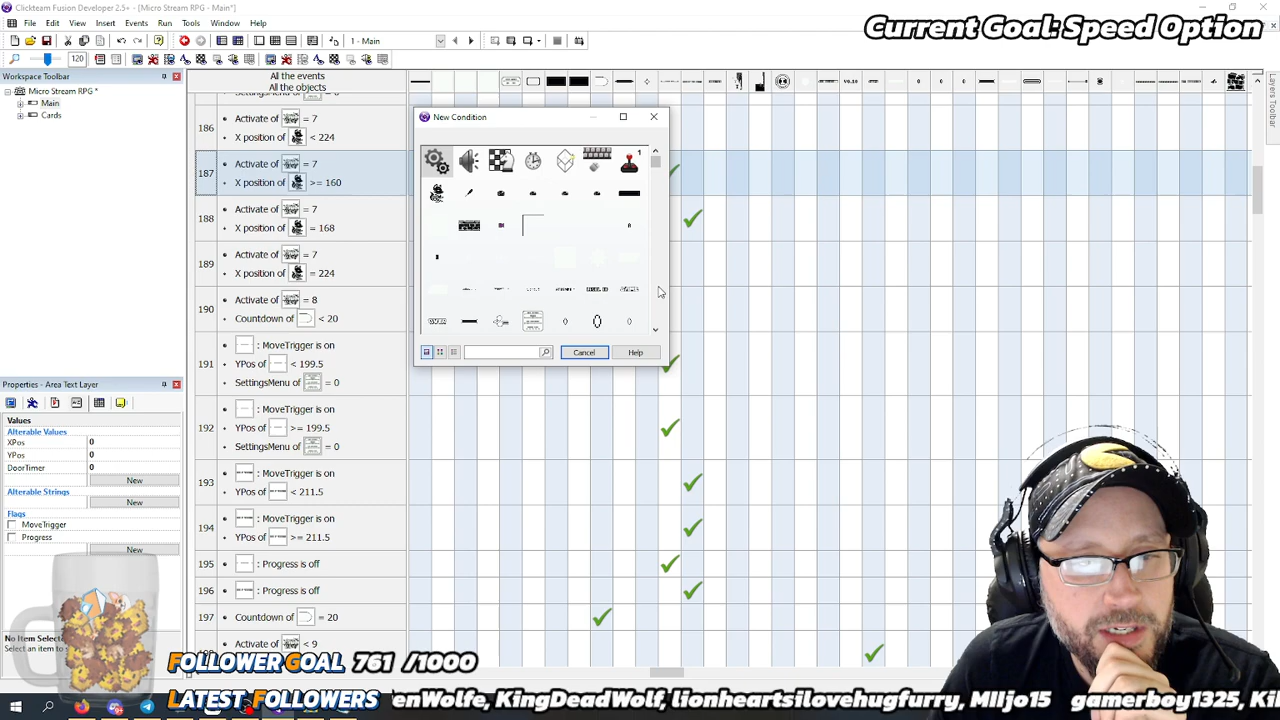 Clickteam Fusion Developer 2.5+ - [Micro Stream RPG - Main*]
File Edit View Insert Events Run Tools Window Help
Current Goal: Speed Option
1 - Main
120
Workspace Toolbar
Micro Stream RPG *
Main
Cards
All the events
All the objects
Layers Toolbar
186
Activate of = 7
X position of < 224
187
Activate of = 7
X position of >= 160
188
Activate of = 7
X position of = 168
189
Activate of = 7
X position of = 224
190
Activate of = 8
Countdown of < 20
191
: MoveTrigger is on
YPos of < 199.5
SettingsMenu of = 0
192
: MoveTrigger is on
YPos of >= 199.5
SettingsMenu of = 0
193
: MoveTrigger is on
YPos of < 211.5
194
: MoveTrigger is on
YPos of >= 211.5
195
: Progress is off
196
: Progress is off
197
Countdown of = 20
Activate of < 9
New Condition
Cancel
Help
Properties - Area Text Layer
Values
Alterable Values
XPos 0
YPos 0
DoorTimer 0
New
Alterable Strings
New
Flags
MoveTrigger
Progress
New
No Item Selec
Select an item to s
Follower Goal 761 /1000
Latest Followers
enWolfe, KingDeadWolf, lionheartsilovehugfurry, MIljo15 gamerboy1325, Ki